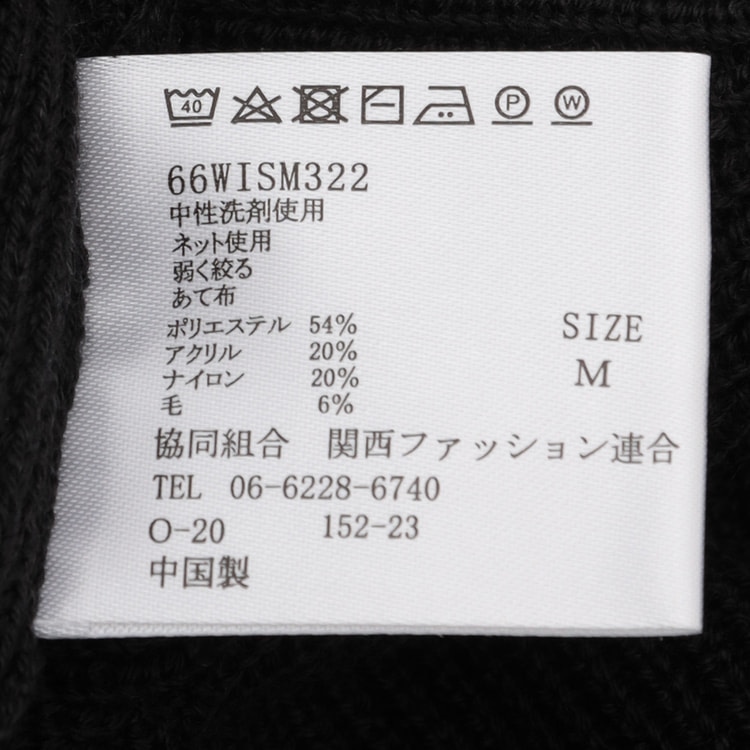 40 P W
66WISM322
中性洗剤使用
ネット使用
弱く絞る
あて布
ポリエステル 54%
アクリル 20%
ナイロン 20%
毛 6%
SIZE
M
協同組合 関西ファッション連合
TEL 06-6228-6740
O-20 152-23
中国製